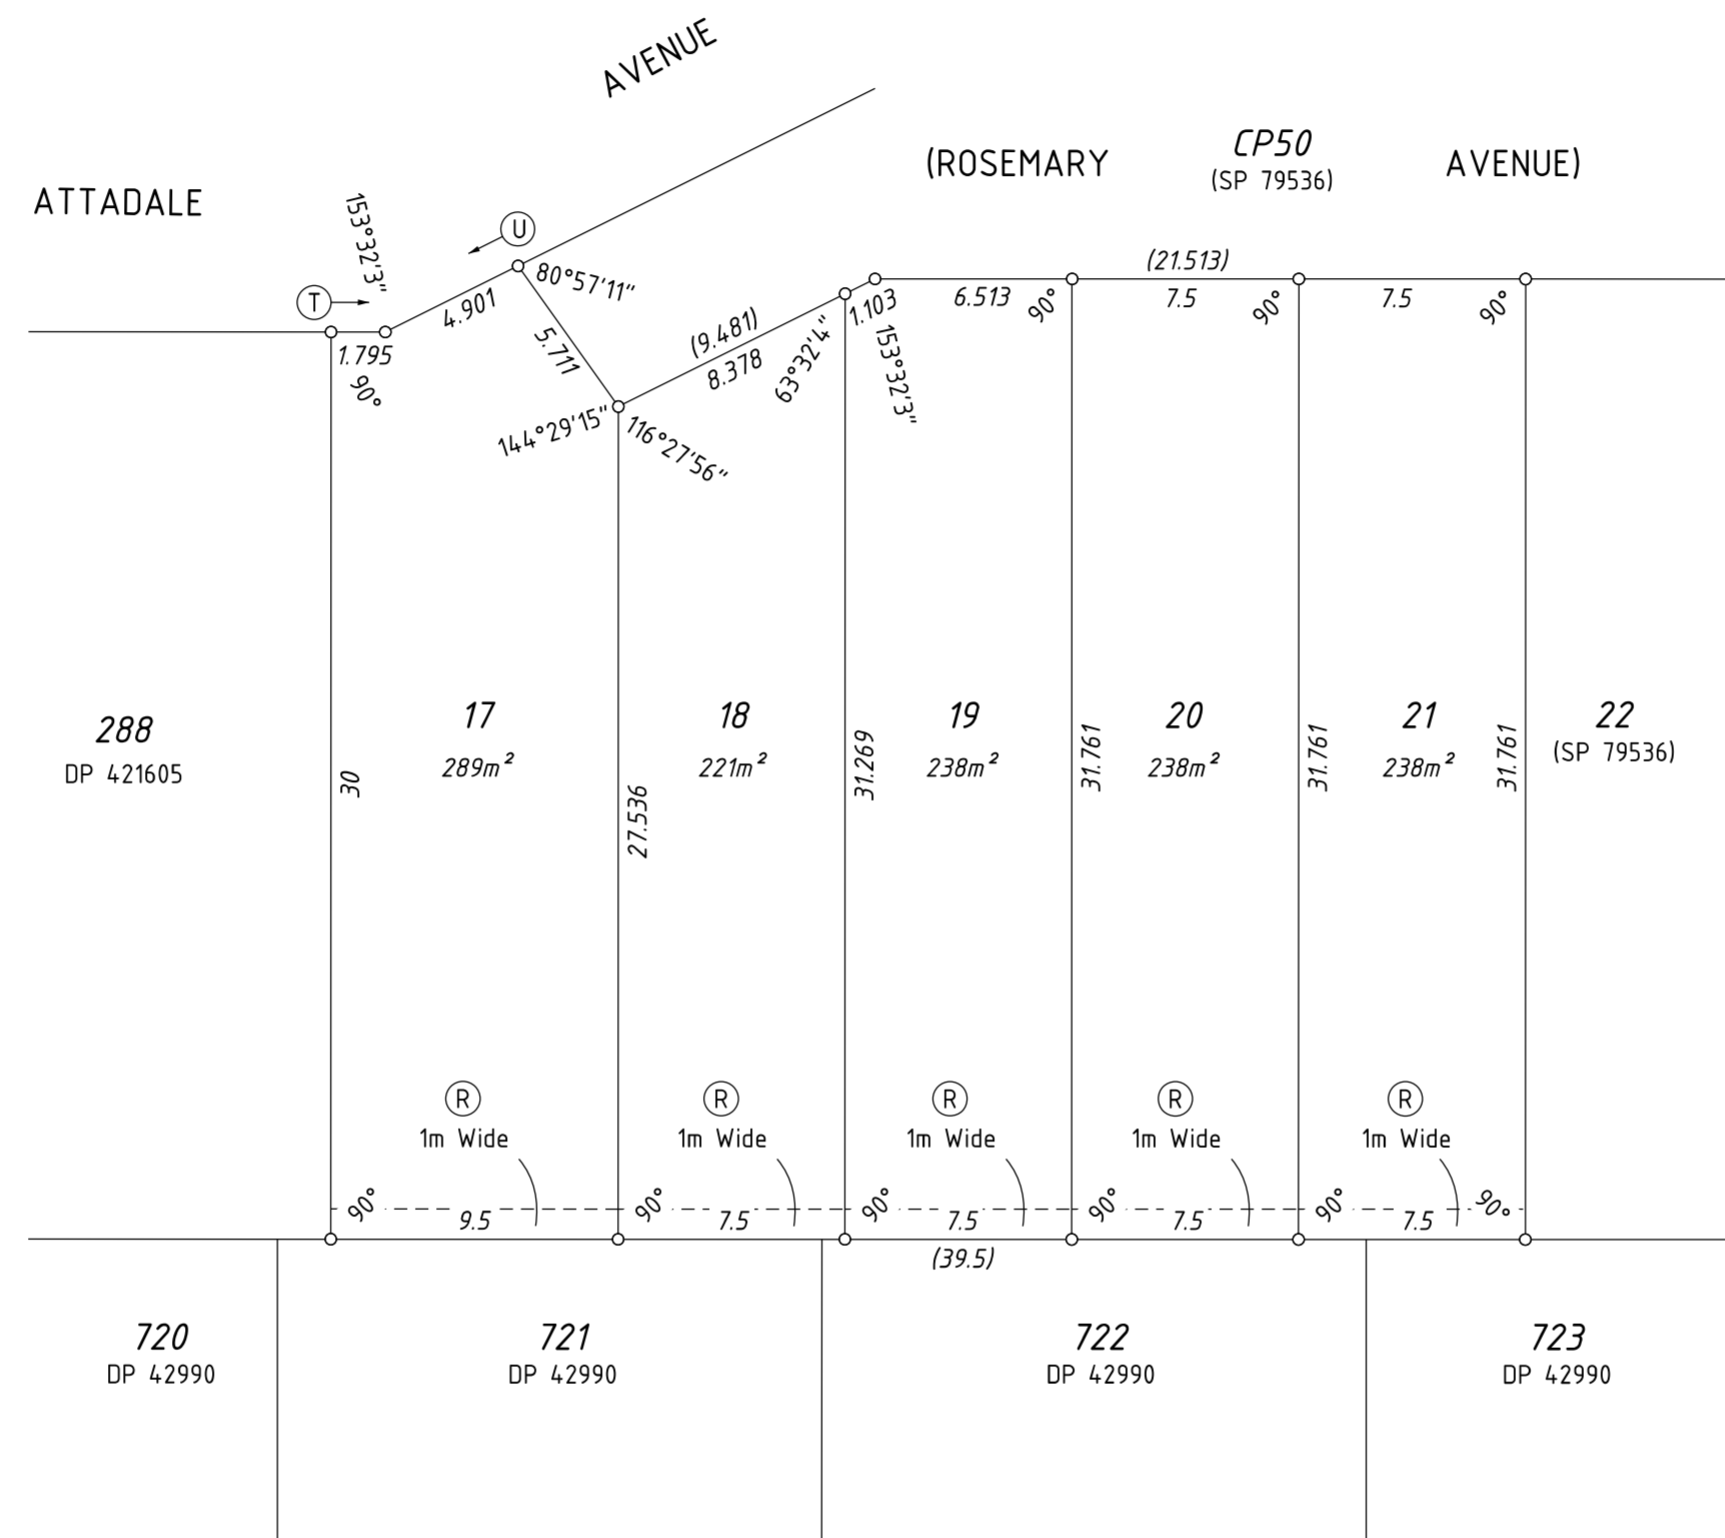 AVENUE
ATTADALE
(ROSEMARY
CP50
(SP 79536)
AVENUE)
153°32'3"
U
80°57'11"
T
4.901
1.795
90°
5.711
(9.481)
8.378
1.103
63°32'4"
153°32'3"
6.513
90°
(21.513)
7.5
90°
7.5
90°
144°29'15"
116°27'56"
288
DP 421605
17
289m²
18
221m²
19
238m²
20
238m²
21
238m²
22
(SP 79536)
30
27.536
31.269
31.761
31.761
31.761
R
1m Wide
R
1m Wide
R
1m Wide
R
1m Wide
R
1m Wide
90°
9.5
90°
7.5
90°
7.5
90°
7.5
90°
7.5
90°
(39.5)
720
DP 42990
721
DP 42990
722
DP 42990
723
DP 42990